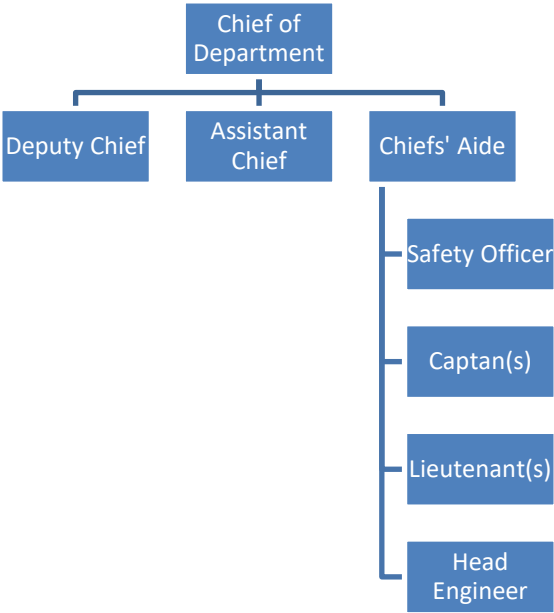 Chief of
Department
Deputy Chief
Assistant
Chief
Chiefs' Aide
Safety Officer
Captan(s)
Lieutenant(s)
Head
Engineer